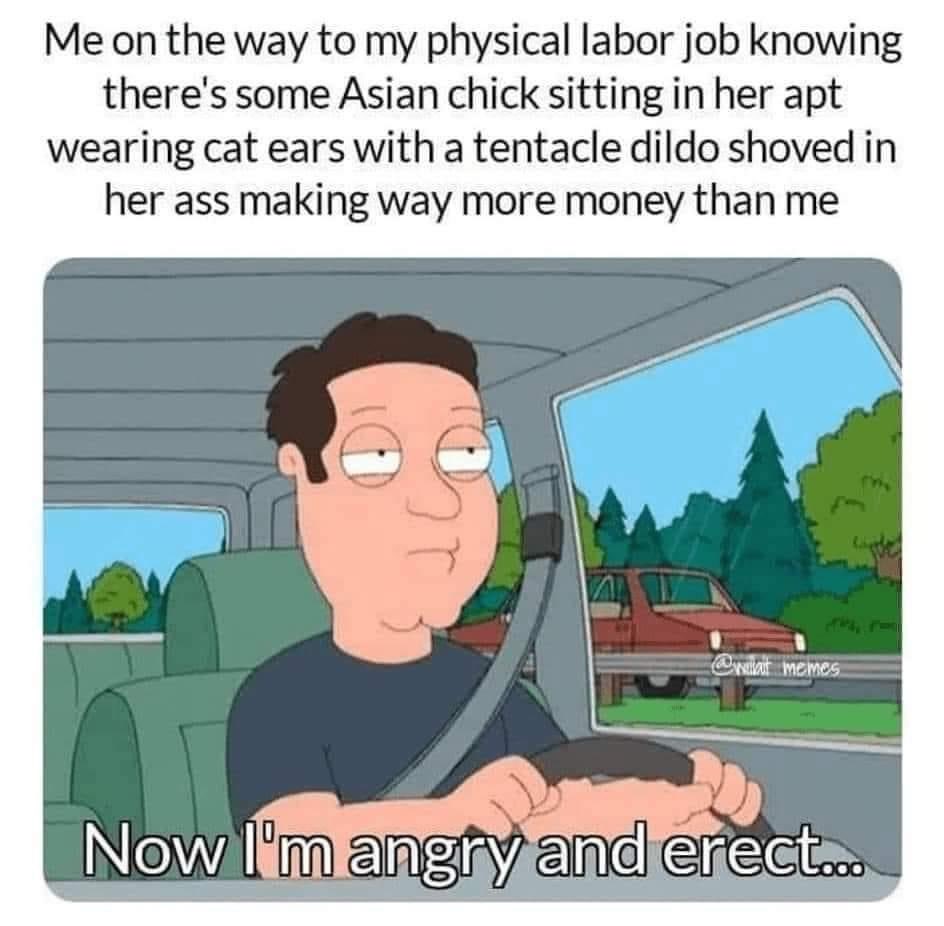 Me on the way to my physical labor job knowing
there's some Asian chick sitting in her apt
wearing cat ears with a tentacle dildo shoved in
her ass making way more money than me
memes
Now I'm angry and erect...